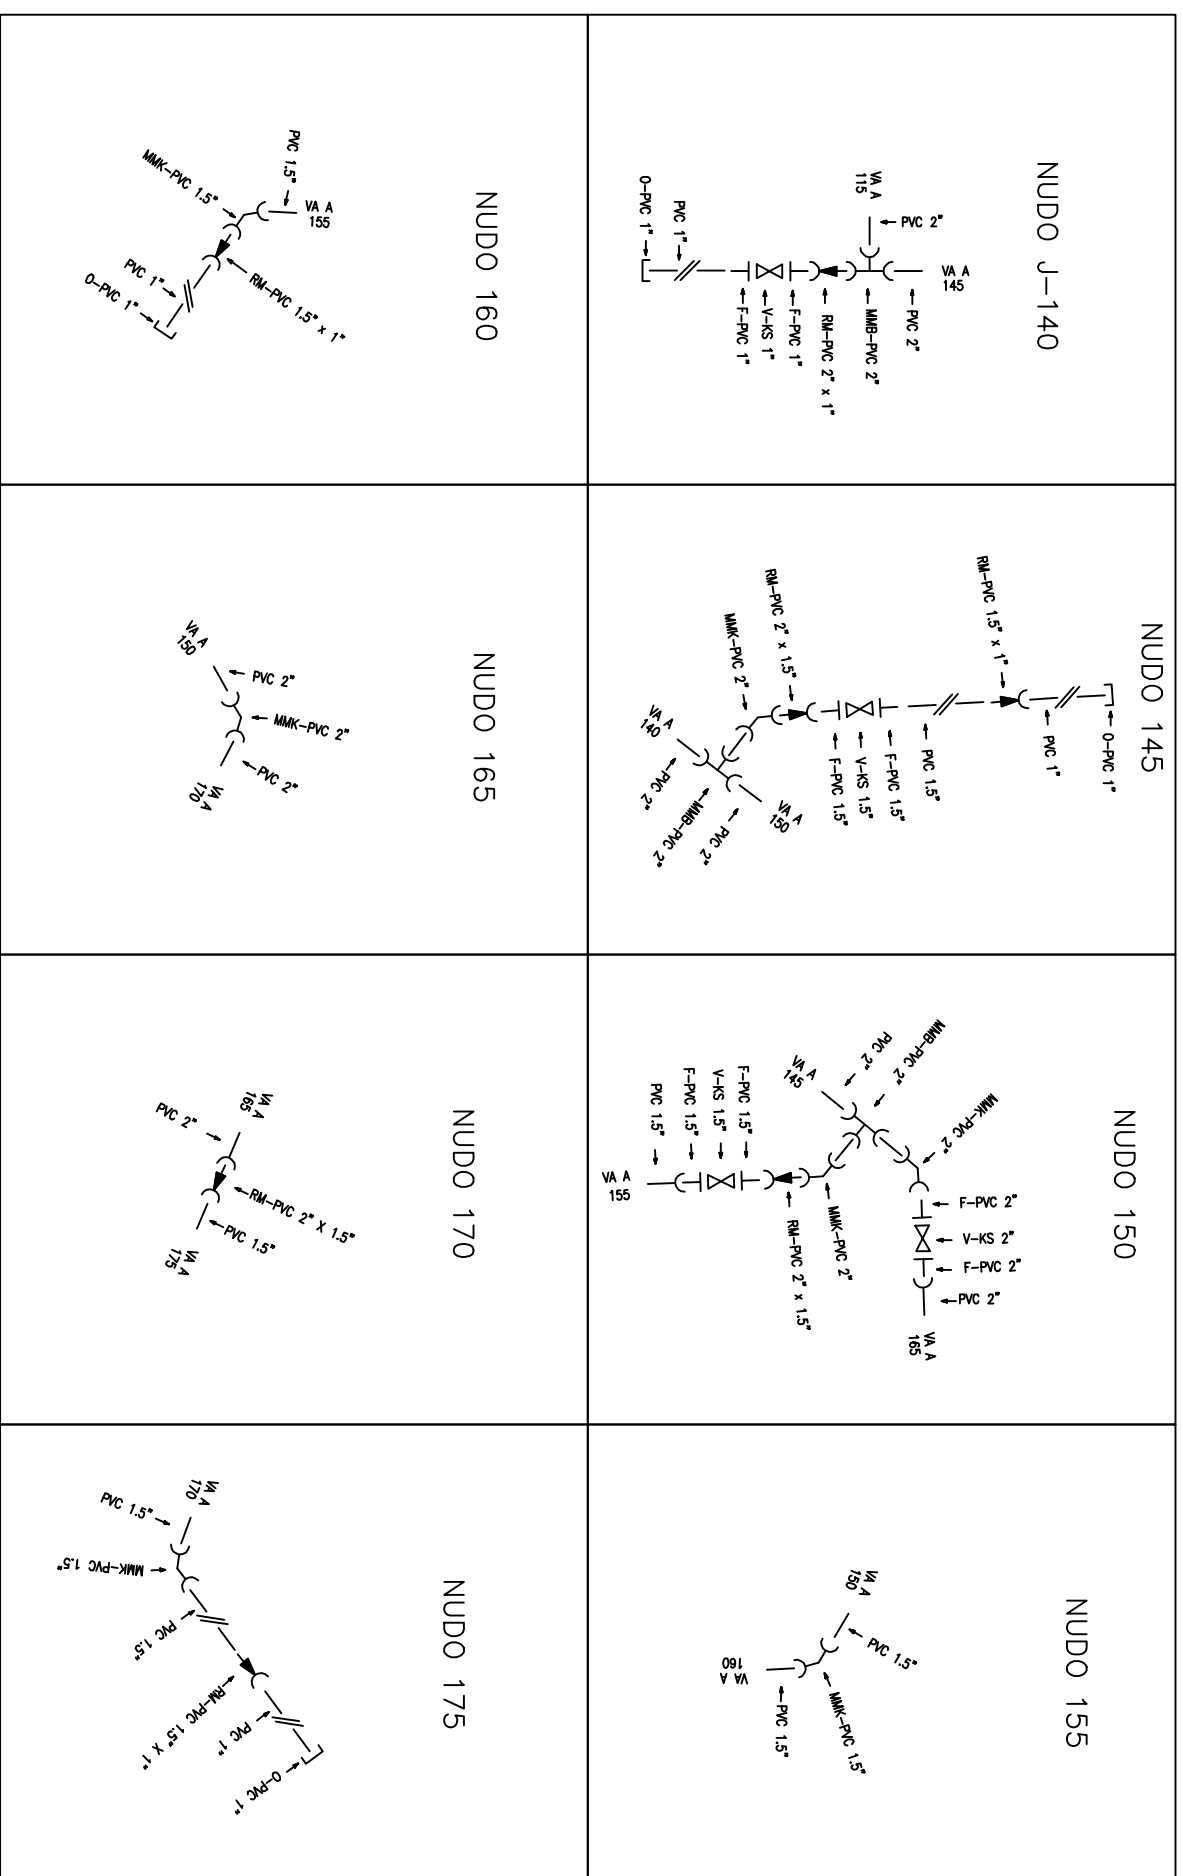 NUDO J-140
VA A
115
PVC 2"
VA A
145
PVC 2"
MMB-PVC 2"
RM-PVC 2" x 1"
F-PVC 1"
V-KS 1"
F-PVC 1"
PVC 1"
O-PVC 1"
NUDO 145
O-PVC 1"
PVC 1"
RM-PVC 1.5" x 1"
PVC 1.5"
F-PVC 1.5"
V-KS 1.5"
F-PVC 1.5"
RM-PVC 2" x 1.5"
MMK-PVC 2"
VA A
140
PVC 2"
MMB-PVC 2"
PVC 2"
VA A
150
NUDO 150
MMB-PVC 2"
PVC 2"
VA A
145
MMK-PVC 2"
F-PVC 2"
V-KS 2"
F-PVC 2"
PVC 2"
VA A
165
MMK-PVC 2"
RM-PVC 2" x 1.5"
F-PVC 1.5"
V-KS 1.5"
F-PVC 1.5"
PVC 1.5"
VA A
155
NUDO 155
VA A
150
PVC 1.5"
MMK-PVC 1.5"
PVC 1.5"
VA A
160
NUDO 160
PVC 1.5"
VA A
155
MMK-PVC 1.5"
RM-PVC 1.5" x 1"
PVC 1"
O-PVC 1"
NUDO 165
VA A
150
PVC 2"
MMK-PVC 2"
PVC 2"
VA A
170
NUDO 170
VA A
165
PVC 2"
RM-PVC 2" X 1.5"
PVC 1.5"
VA A
175
NUDO 175
VA A
170
PVC 1.5"
MMK-PVC 1.5"
PVC 1.5"
RM-PVC 1.5" X 1"
PVC 1"
O-PVC 1"